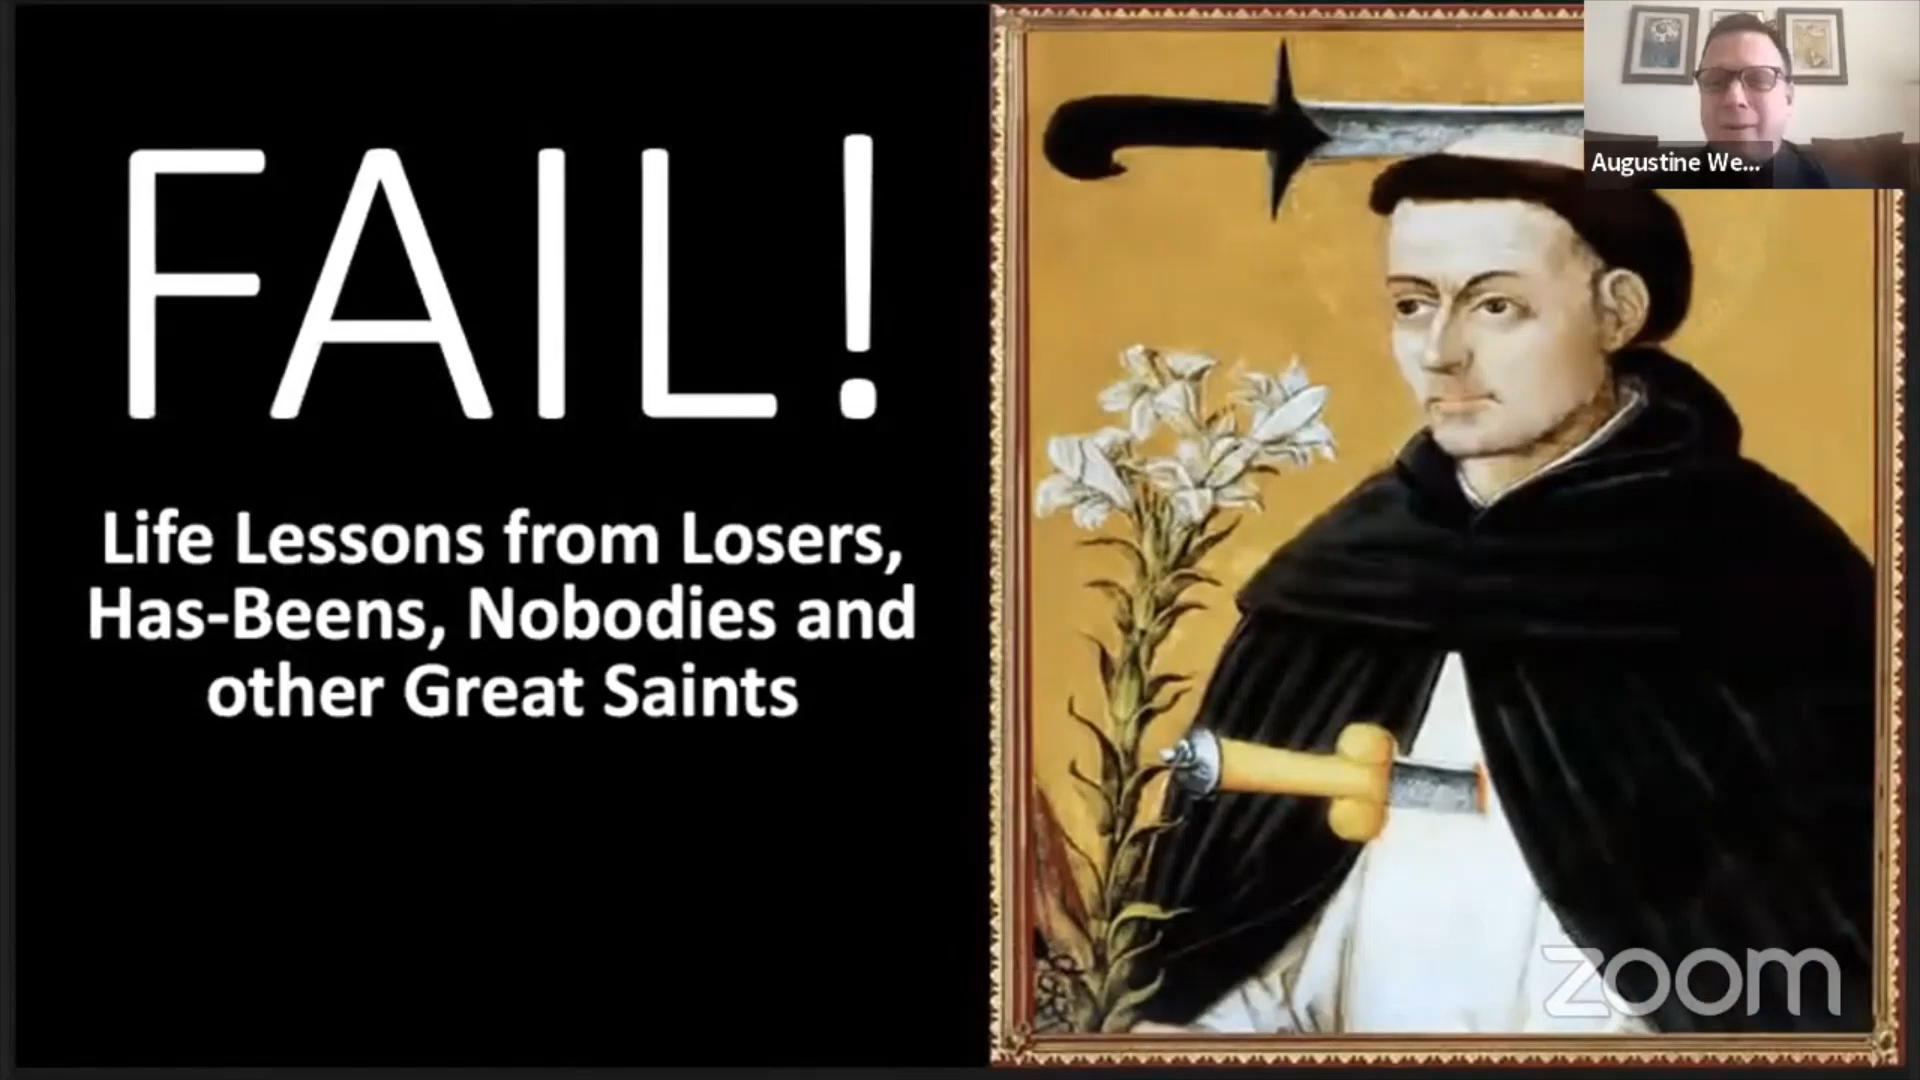 FAIL!
Life Lessons from Losers,
Has-Beens, Nobodies and
other Great Saints
Augustine We...
zoom